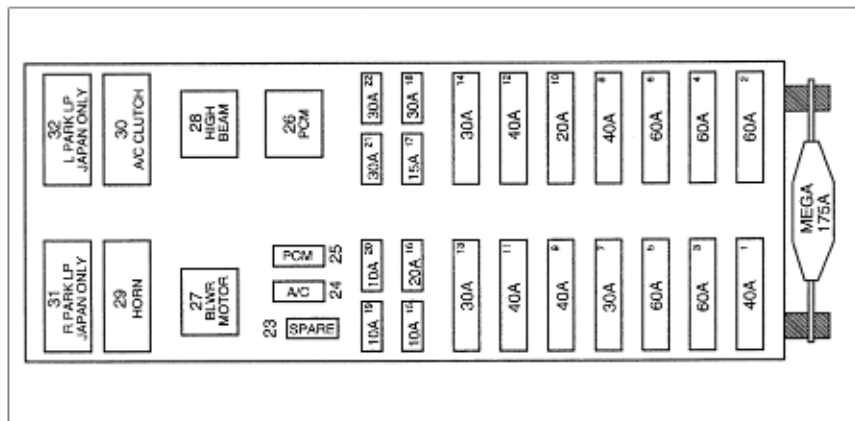 32
L PARK LP
JAPAN ONLY
30
A/C CLUTCH
28
HIGH
BEAM
26
PCM
22
30A
18
30A
21
30A
17
15A
14
30A
12
40A
10
20A
8
40A
6
60A
4
60A
2
60A
MEGA
175A
31
R PARK LP
JAPAN ONLY
29
HORN
27
BLWR
MOTOR
PCM
25
A/C
24
23
SPARE
20
10A
16
20A
19
10A
15
10A
13
30A
11
40A
9
40A
7
30A
5
60A
3
60A
1
40A